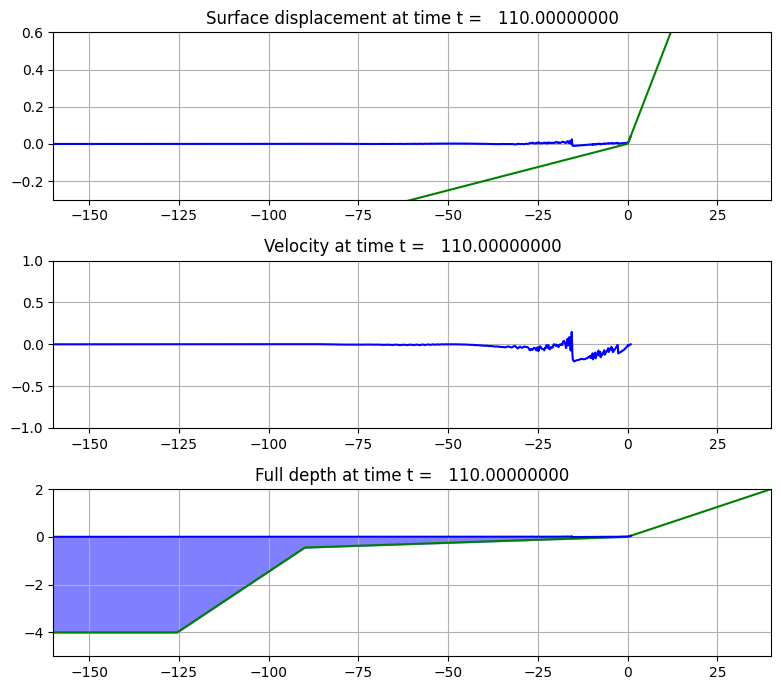 Surface displacement at time t =   110.00000000
0.6
0.4
0.2
0.0
−0.2
−150 −125 −100 −75 −50 −25 0 25
Velocity at time t =   110.00000000
1.0
0.5
0.0
−0.5
−1.0
−150 −125 −100 −75 −50 −25 0 25
Full depth at time t =   110.00000000
2
0
−2
−4
−150 −125 −100 −75 −50 −25 0 25